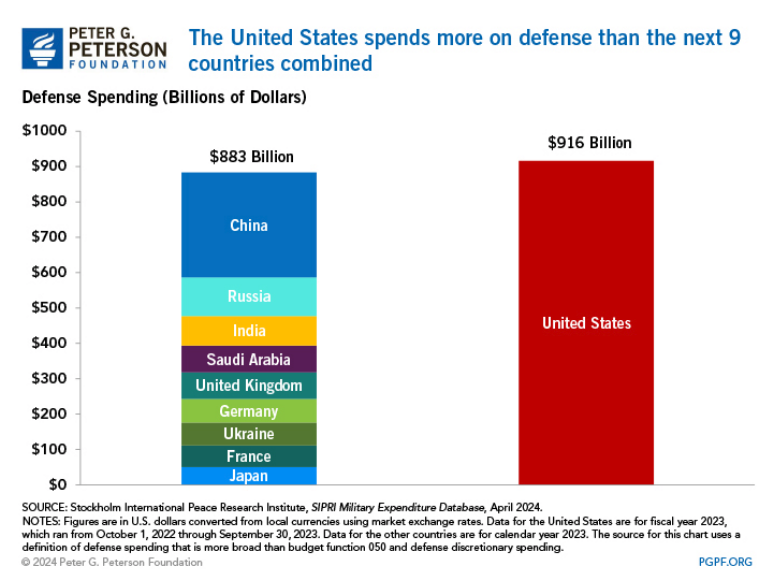 PETER G.
PETERSON
FOUNDATION
The United States spends more on defense than the next 9
countries combined
Defense Spending (Billions of Dollars)
$1000
$900
$800
$700
$600
$500
$400
$300
$200
$100
$0
$883 Billion
China
Russia
India
Saudi Arabia
United Kingdom
Germany
Ukraine
France
Japan
$916 Billion
United States
SOURCE: Stockholm International Peace Research Institute, SIPRI Military Expenditure Database, April 2024.
NOTES: Figures are in U.S. dollars converted from local currencies using market exchange rates. Data for the United States are for fiscal year 2023,
which ran from October 1, 2022 through September 30, 2023. Data for the other countries are for calendar year 2023. The source for this chart uses a
definition of defense spending that is more broad than budget function 050 and defense discretionary spending.
© 2024 Peter G. Peterson Foundation
PGPF.ORG